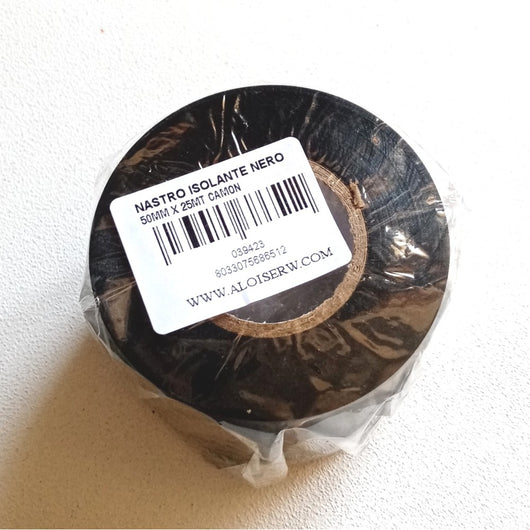 NASTRO ISOLANTE NERO
50MM X 25MT CAMON
039423
8033075686512
WWW.ALOISERW.COM